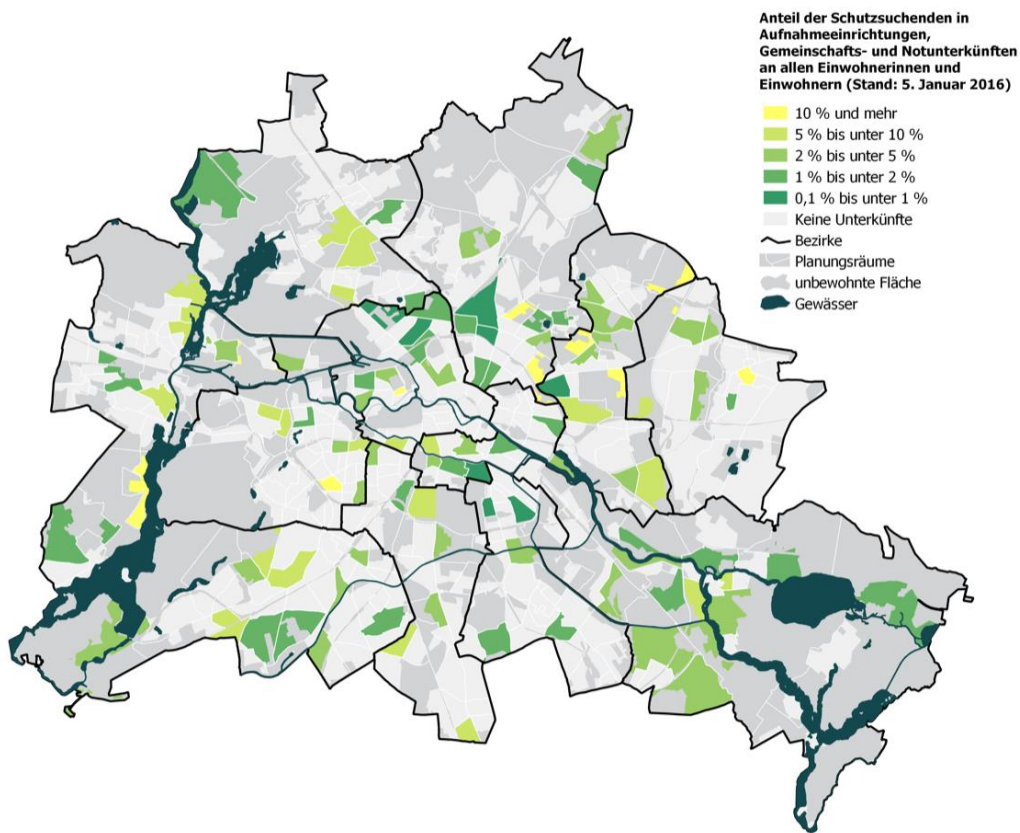 Anteil der Schutzsuchenden in
Aufnahmeeinrichtungen,
Gemeinschafts- und Notunterkünften
an allen Einwohnerinnen und
Einwohnern (Stand: 5. Januar 2016)
10 % und mehr
5 % bis unter 10 %
2 % bis unter 5 %
1 % bis unter 2 %
0,1 % bis unter 1 %
Keine Unterkünfte
Bezirke
Planungsräume
unbewohnte Fläche
Gewässer